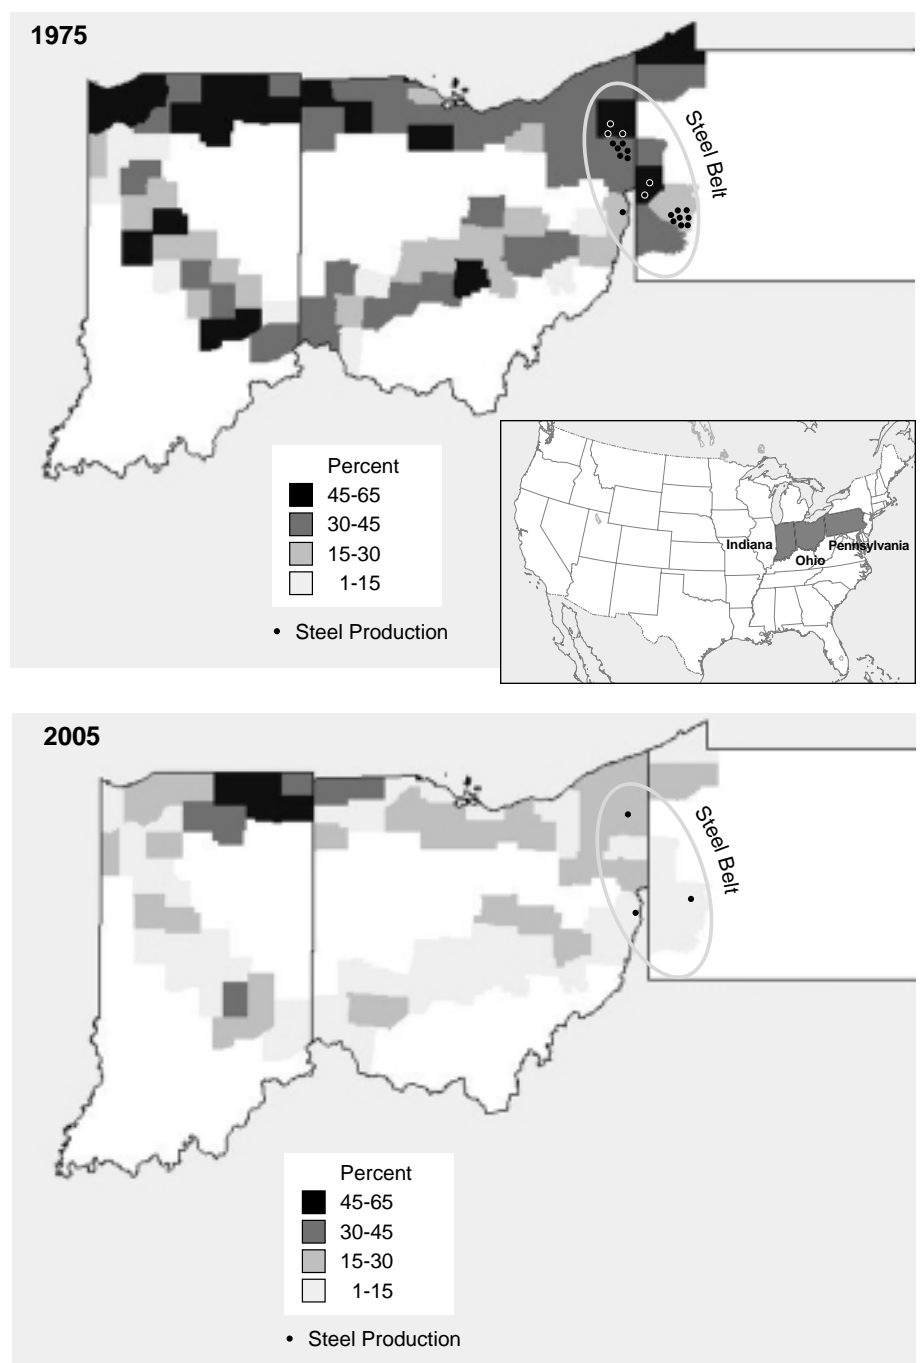 1975
Steel Belt
Percent
45-65
30-45
15-30
1-15
• Steel Production
Indiana
Ohio
Pennsylvania
2005
Steel Belt
Percent
45-65
30-45
15-30
1-15
• Steel Production